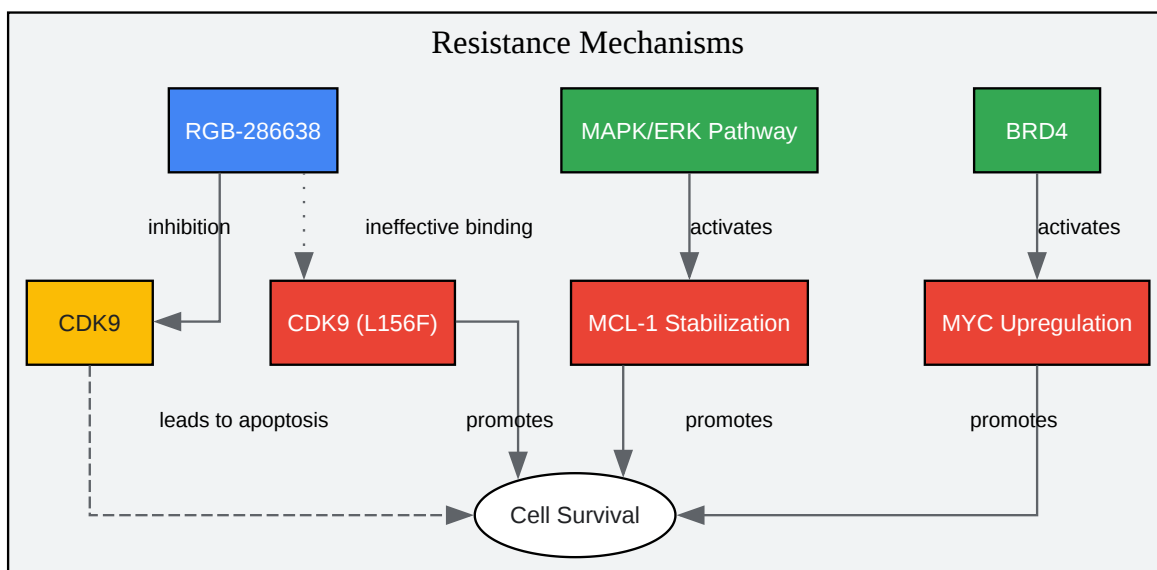 Resistance Mechanisms
RGB-286638
MAPK/ERK Pathway
BRD4
inhibition
ineffective binding
activates
activates
CDK9
CDK9 (L156F)
MCL-1 Stabilization
MYC Upregulation
leads to apoptosis
promotes
promotes
promotes
Cell Survival